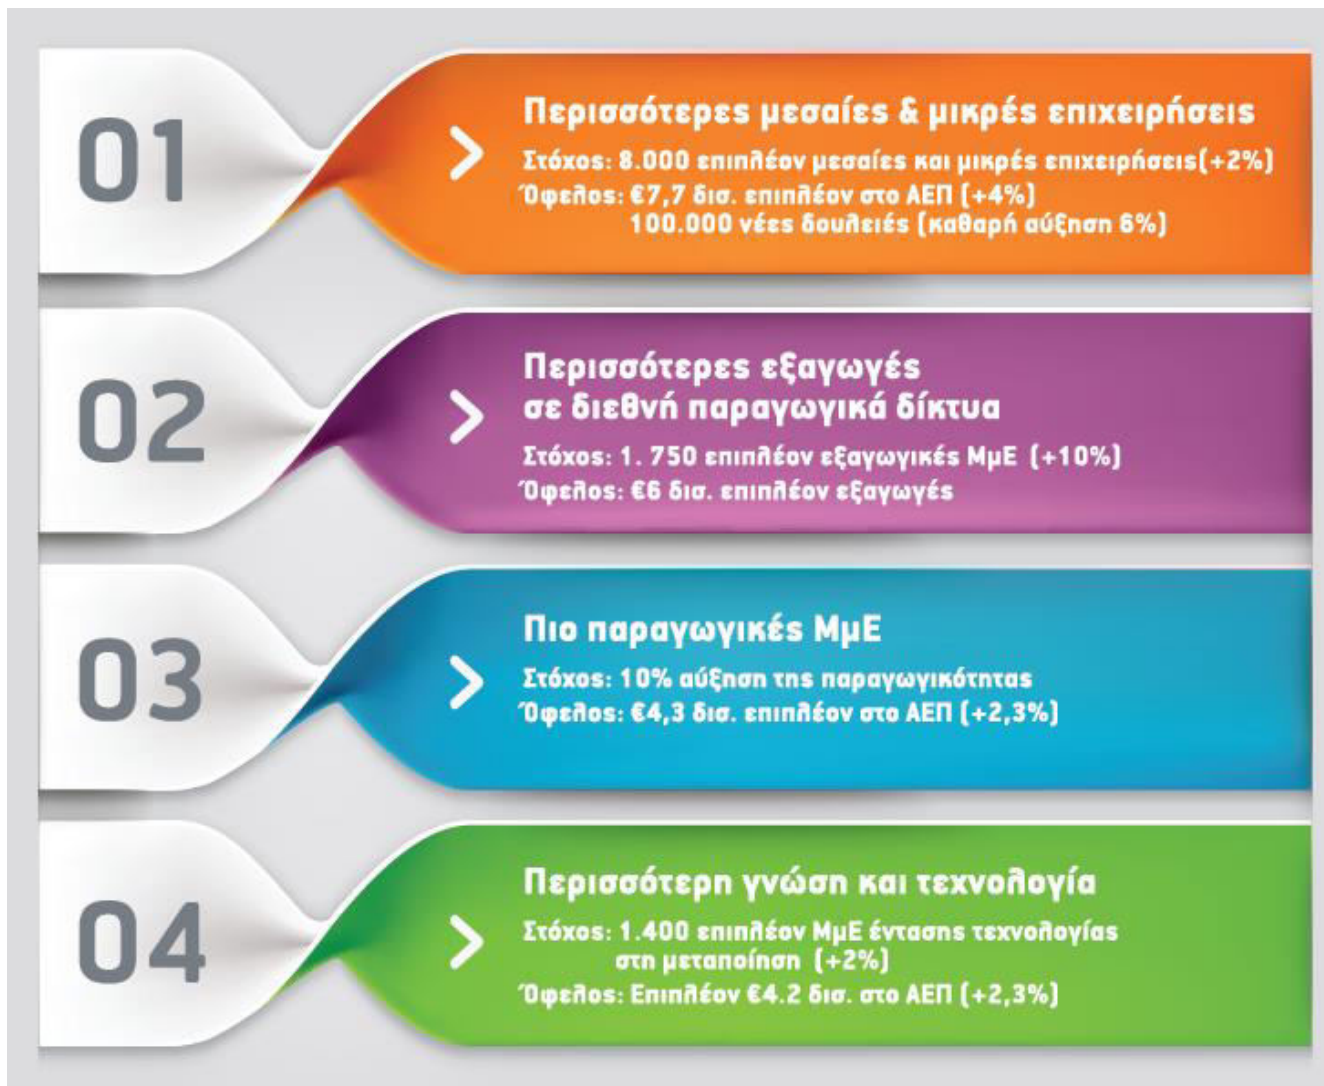 01
Περισσότερες μεσαίες & μικρές επιχειρήσεις
Στόχος: 8.000 επιπλέον μεσαίες και μικρές επιχειρήσεις(+2%)
Όφελος: €7,7 δισ. επιπλέον στο ΑΕΠ (+4%)
100.000 νέες δουλειές (καθαρή αύξηση 6%)
02
Περισσότερες εξαγωγές
σε διεθνή παραγωγικά δίκτυα
Στόχος: 1. 750 επιπλέον εξαγωγικές ΜμΕ (+10%)
Όφελος: €6 δισ. επιπλέον εξαγωγές
03
Πιο παραγωγικές ΜμΕ
Στόχος: 10% αύξηση της παραγωγικότητας
Όφελος: €4,3 δισ. επιπλέον στο ΑΕΠ (+2,3%)
04
Περισσότερη γνώση και τεχνολογία
Στόχος: 1.400 επιπλέον ΜμΕ έντασης τεχνολογίας
στη μεταποίηση (+2%)
Όφελος: Επιπλέον €4.2 δισ. στο ΑΕΠ (+2,3%)